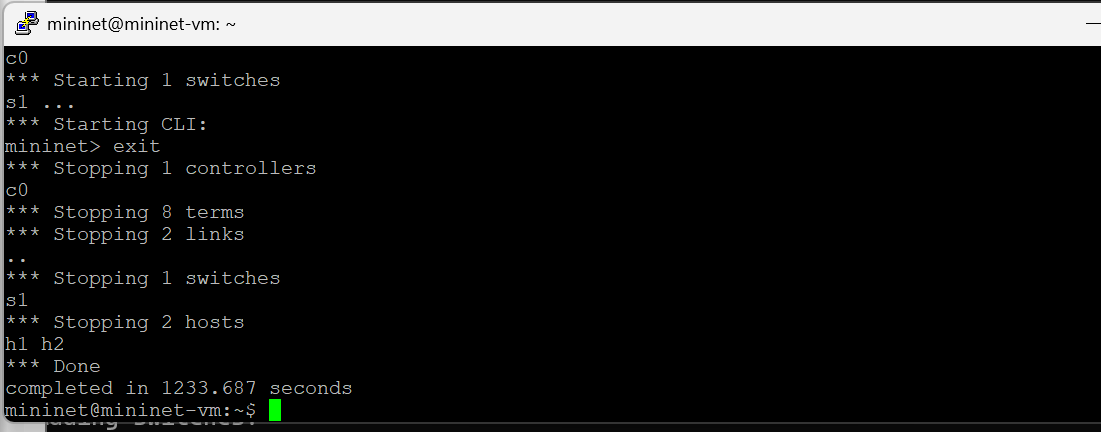 mininet@mininet-vm: ~
c0
*** Starting 1 switches
s1 ...
*** Starting CLI:
mininet> exit
*** Stopping 1 controllers
c0
*** Stopping 8 terms
*** Stopping 2 links
..
*** Stopping 1 switches
s1
*** Stopping 2 hosts
h1 h2
*** Done
completed in 1233.687 seconds
mininet@mininet-vm:~$